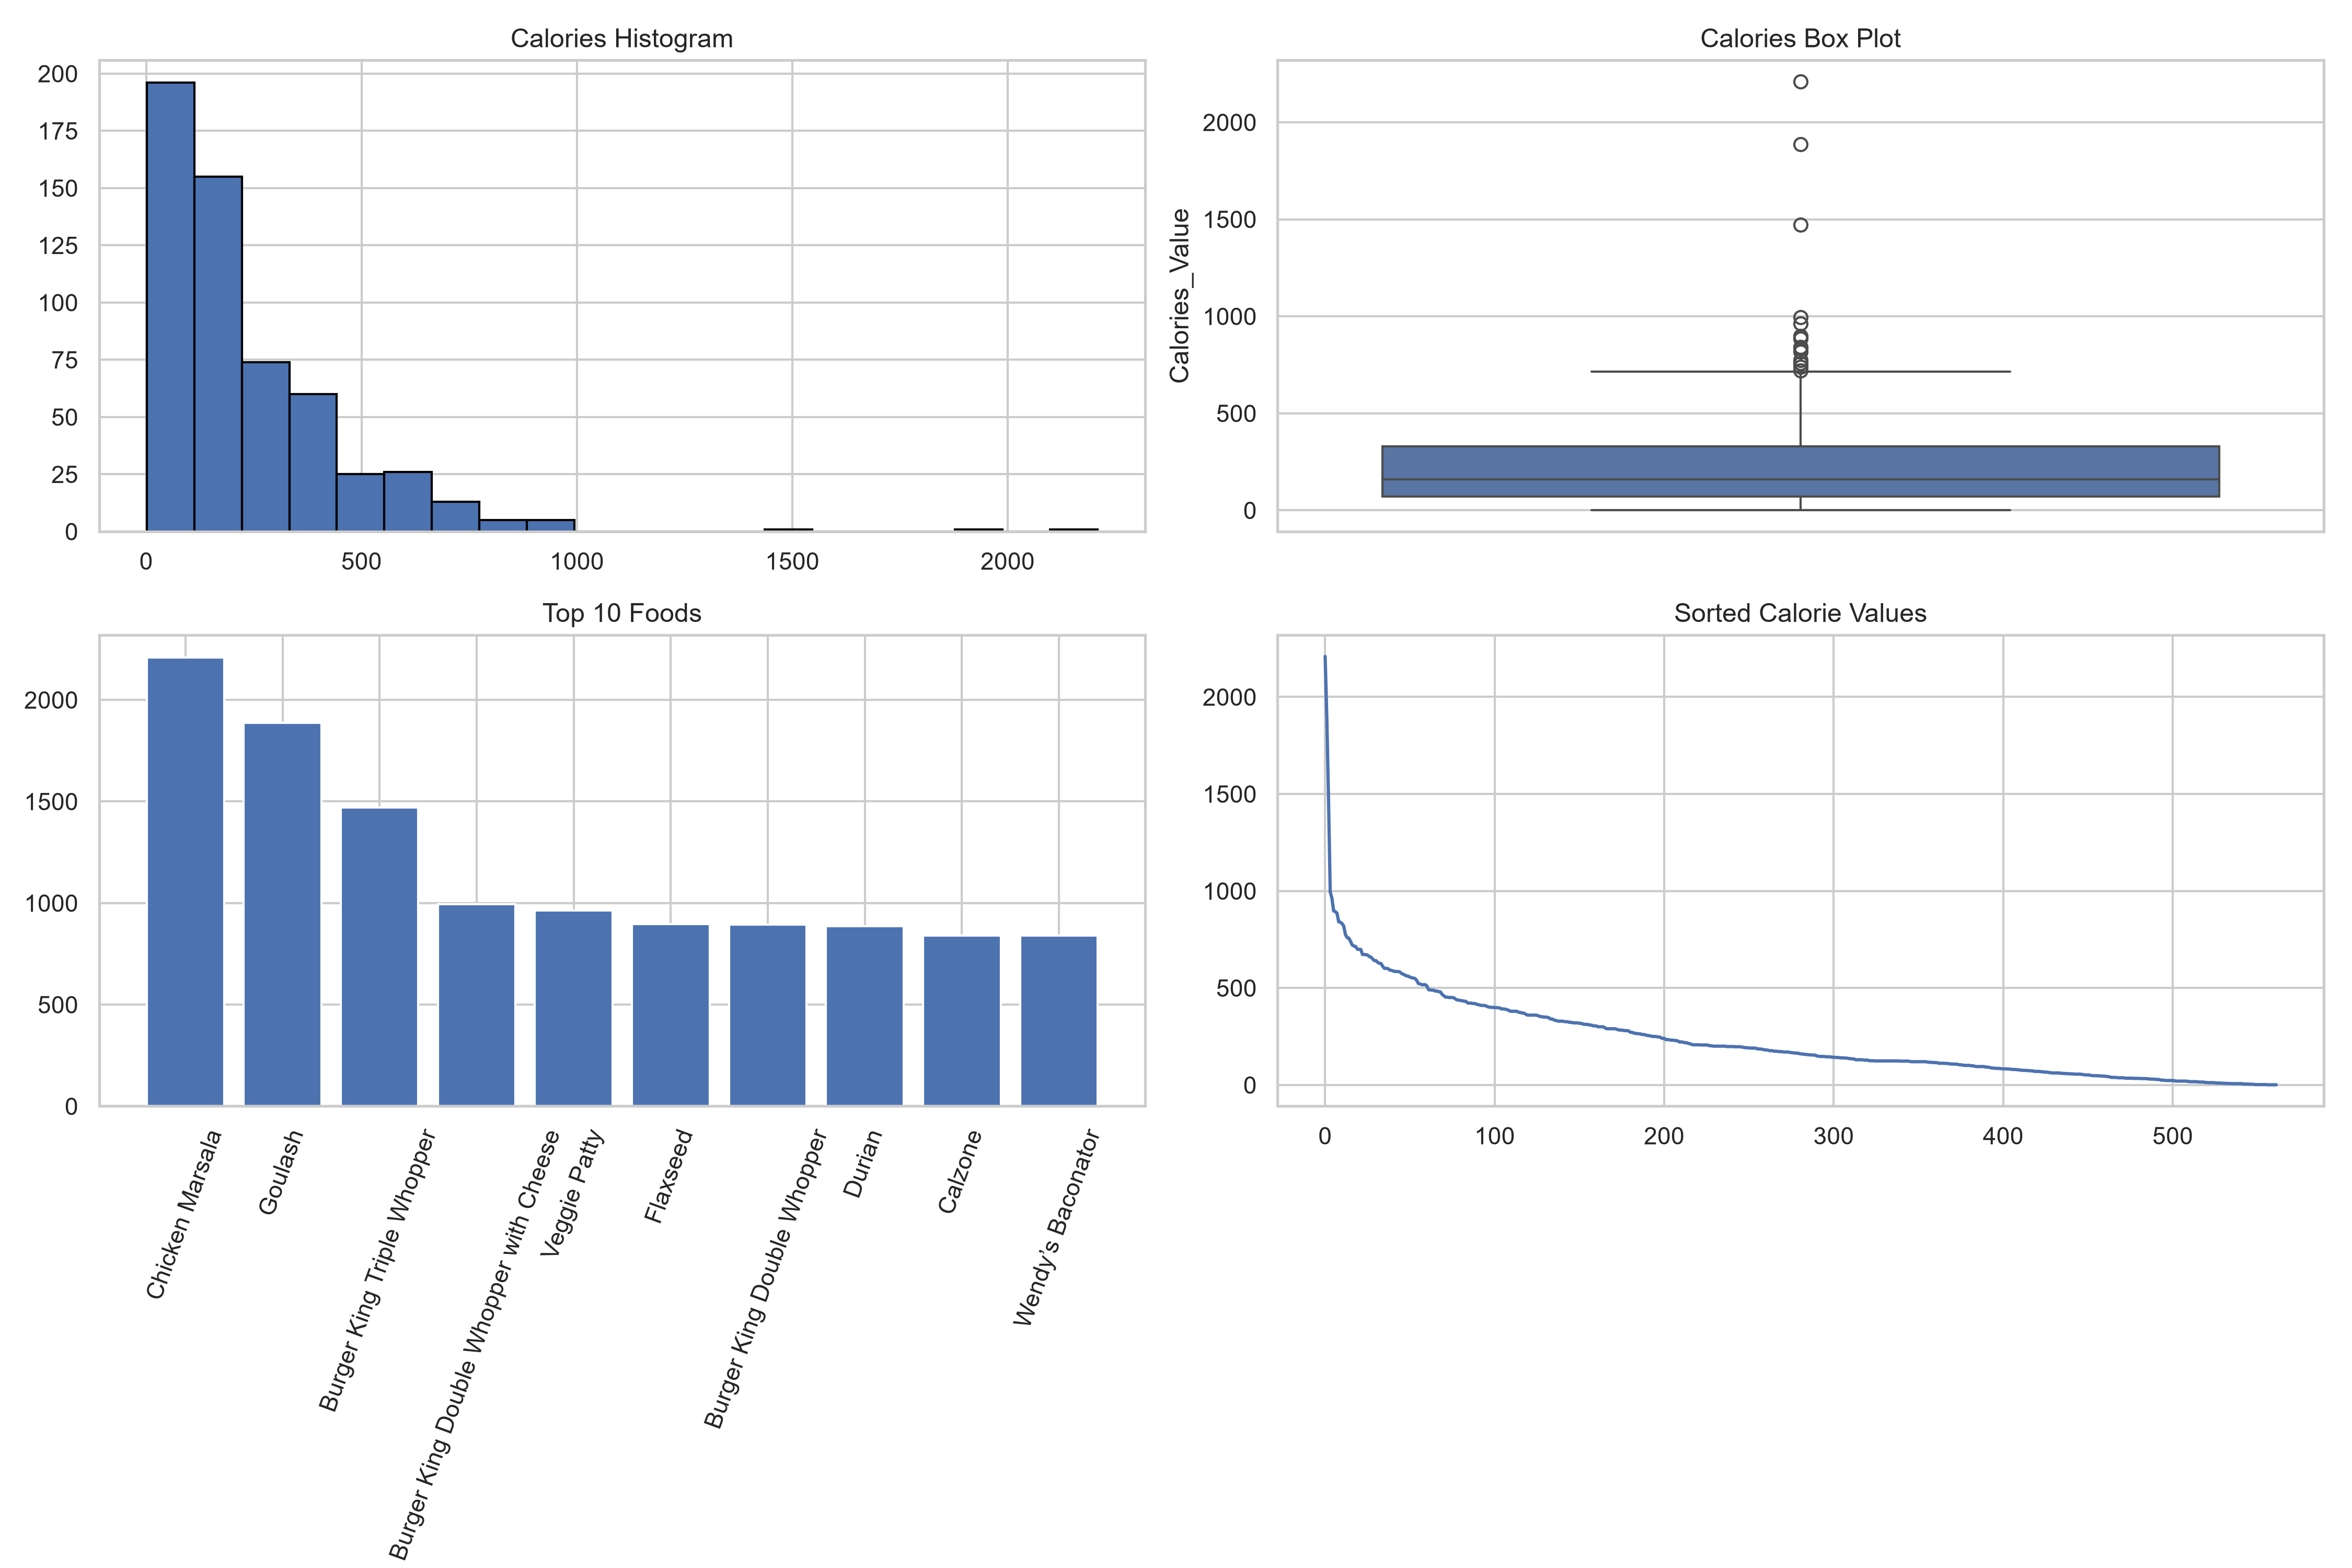 Calories Histogram
200
175
150
125
100
75
50
25
0
0 500 1000 1500 2000
Calories Box Plot
Calories_Value
2000
1500
1000
500
0
Top 10 Foods
2000
1500
1000
500
0
Chicken Marsala
Goulash
Burger King Triple Whopper
Burger King Double Whopper with Cheese
Veggie Patty
Flaxseed
Burger King Double Whopper
Durian
Calzone
Wendy’s Baconator
Sorted Calorie Values
2000
1500
1000
500
0
0 100 200 300 400 500